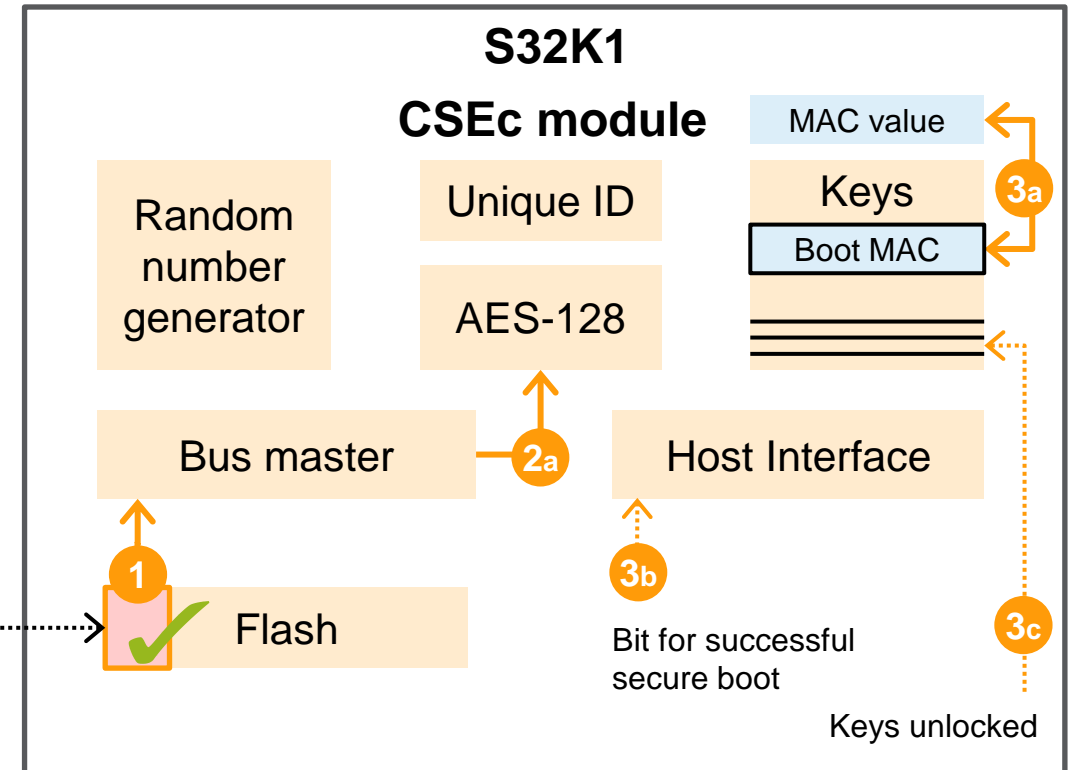 S32K1
CSEc module
MAC value
Random
number
generator
Unique ID
Keys
3a
Boot MAC
AES-128
Bus master
2a
Host Interface
1
3b
Flash
Bit for successful
secure boot
3c
Keys unlocked